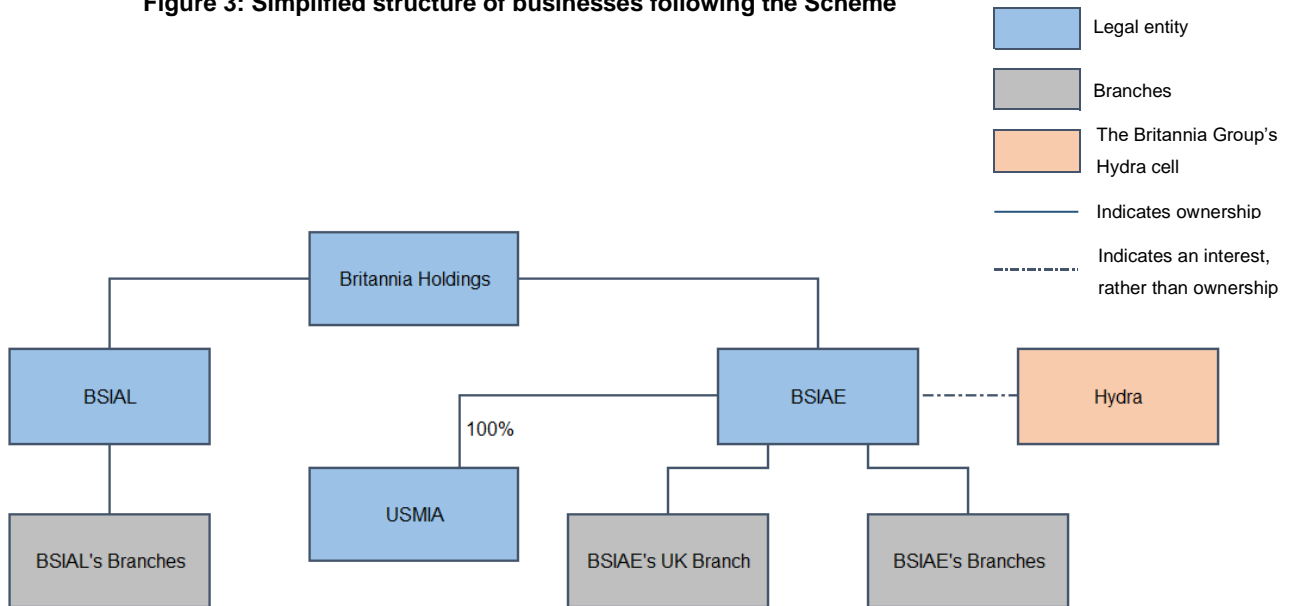 Figure 3: Simplified structure of businesses following the Scheme
Legal entity
Branches
The Britannia Group's
Hydra cell
Indicates ownership
Indicates an interest,
rather than ownership
Britannia Holdings
BSIAL
BSIAE
Hydra
100%
USMIA
BSIAL's Branches
BSIAE's UK Branch
BSIAE's Branches